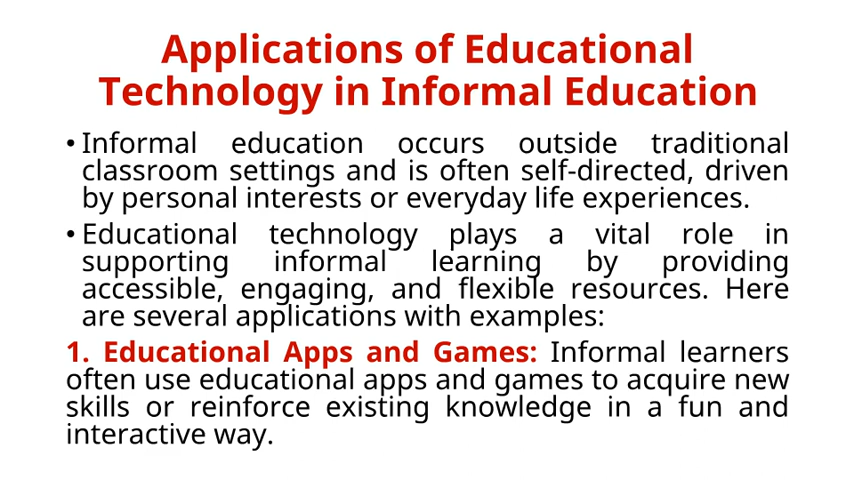 Applications of Educational
Technology in Informal Education
• Informal education occurs outside traditional
classroom settings and is often self-directed, driven
by personal interests or everyday life experiences.
• Educational technology plays a vital role in
supporting informal learning by providing
accessible, engaging, and flexible resources. Here
are several applications with examples:
1. Educational Apps and Games: Informal learners
often use educational apps and games to acquire new
skills or reinforce existing knowledge in a fun and
interactive way.